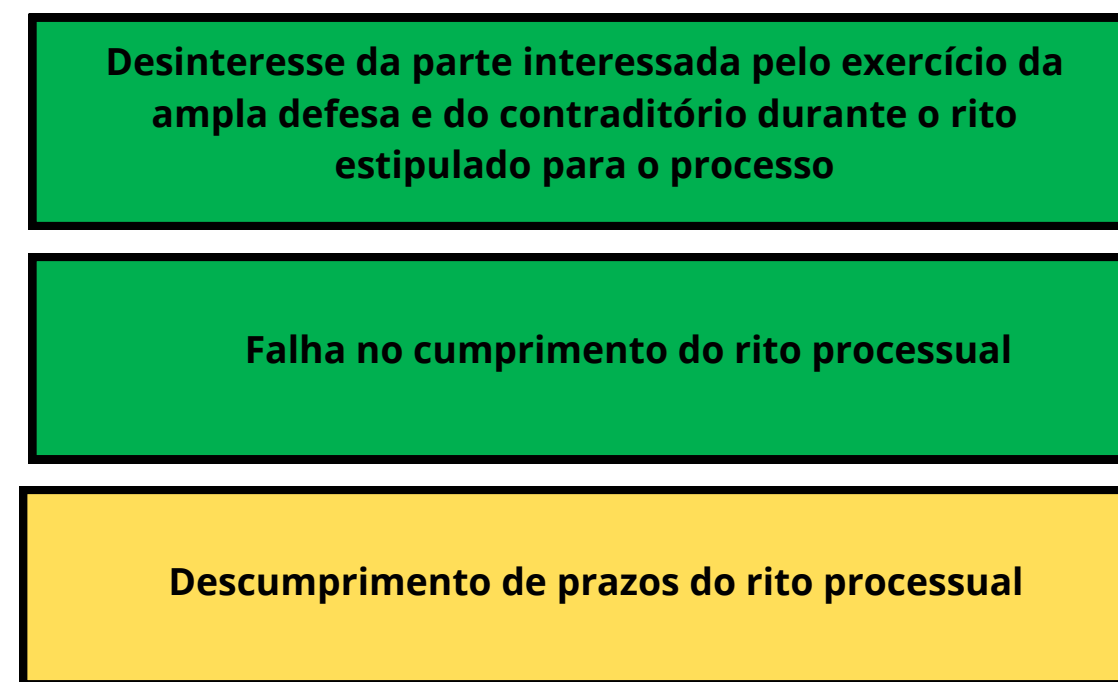 Desinteresse da parte interessada pelo exercício da
ampla defesa e do contraditório durante o rito
estipulado para o processo
Falha no cumprimento do rito processual
Descumprimento de prazos do rito processual